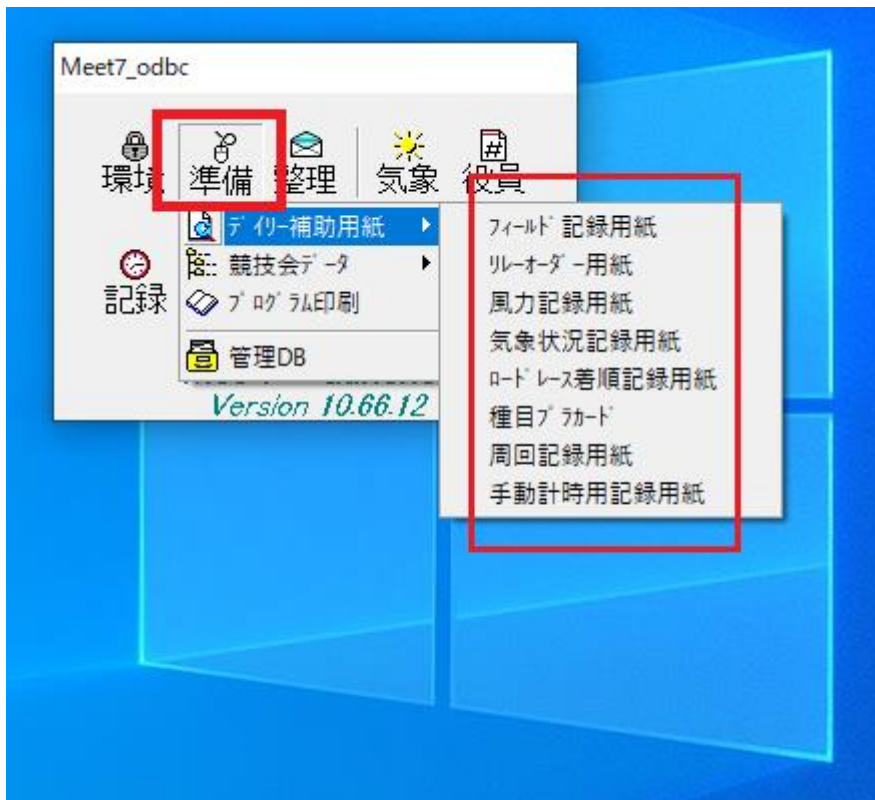 Meet7_odbc
環境 準備 整理 気象 役員
記録
ﾃﾞｲﾘｰ補助用紙
競技会ﾃﾞｰﾀ
ﾌﾟﾛｸﾞﾗﾑ印刷
管理DB
Version 10.66.12
ﾌｨｰﾙﾄﾞ記録用紙
ﾘﾚｰｵｰﾀﾞｰ用紙
風力記録用紙
気象状況記録用紙
ﾛｰﾄﾞﾚｰｽ着順記録用紙
種目ﾌﾟﾗｶｰﾄﾞ
周回記録用紙
手動計時用記録用紙